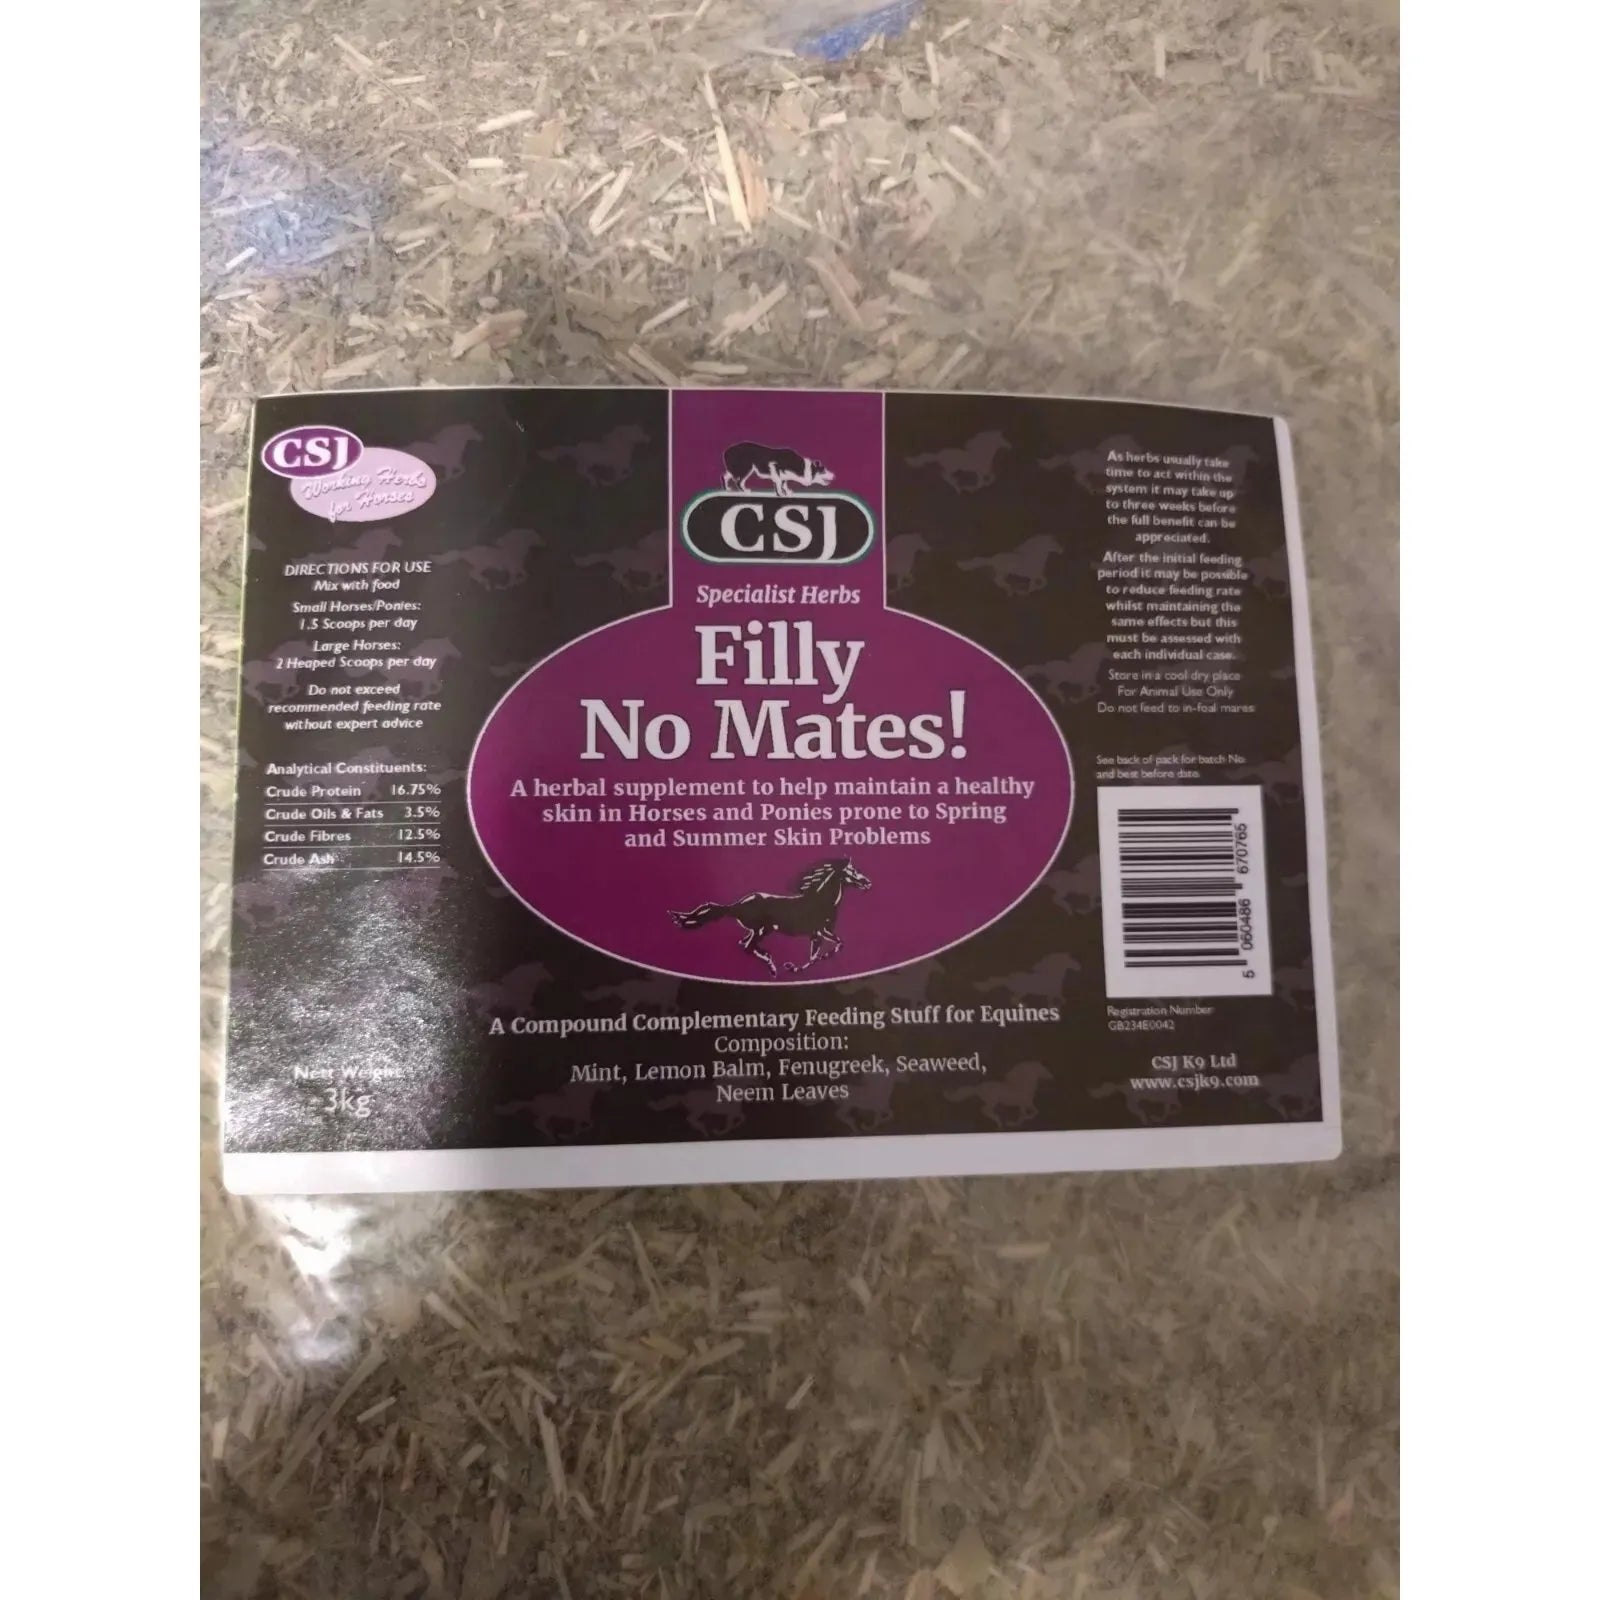 CSJ
Working Herbs
for Horses
DIRECTIONS FOR USE
Mix with food
Small Horses/Ponies:
1.5 Scoops per day
Large Horses:
2 Heaped Scoops per day
Do not exceed
recommended feeding rate
without expert advice
Analytical Constituents:
Crude Protein 16.75%
Crude Oils & Fats 3.5%
Crude Fibres 12.5%
Crude Ash 14.5%
Nett Weight
3kg
CSJ
Specialist Herbs
Filly
No Mates!
A herbal supplement to help maintain a healthy
skin in Horses and Ponies prone to Spring
and Summer Skin Problems
A Compound Complementary Feeding Stuff for Equines
Composition:
Mint, Lemon Balm, Fenugreek, Seaweed,
Neem Leaves
As herbs usually take
time to act within the
system it may take up
to three weeks before
the full benefit can be
appreciated.
After the initial feeding
period it may be possible
to reduce feeding rate
whilst maintaining the
same effects but this
must be assessed with
each individual case.
Store in a cool dry place
For Animal Use Only
Do not feed to in-foal mares
See back of pack for batch No.
and best before date.
5 060486 670765
Registration Number
GB234E0042
CSJ K9 Ltd
www.csjk9.com